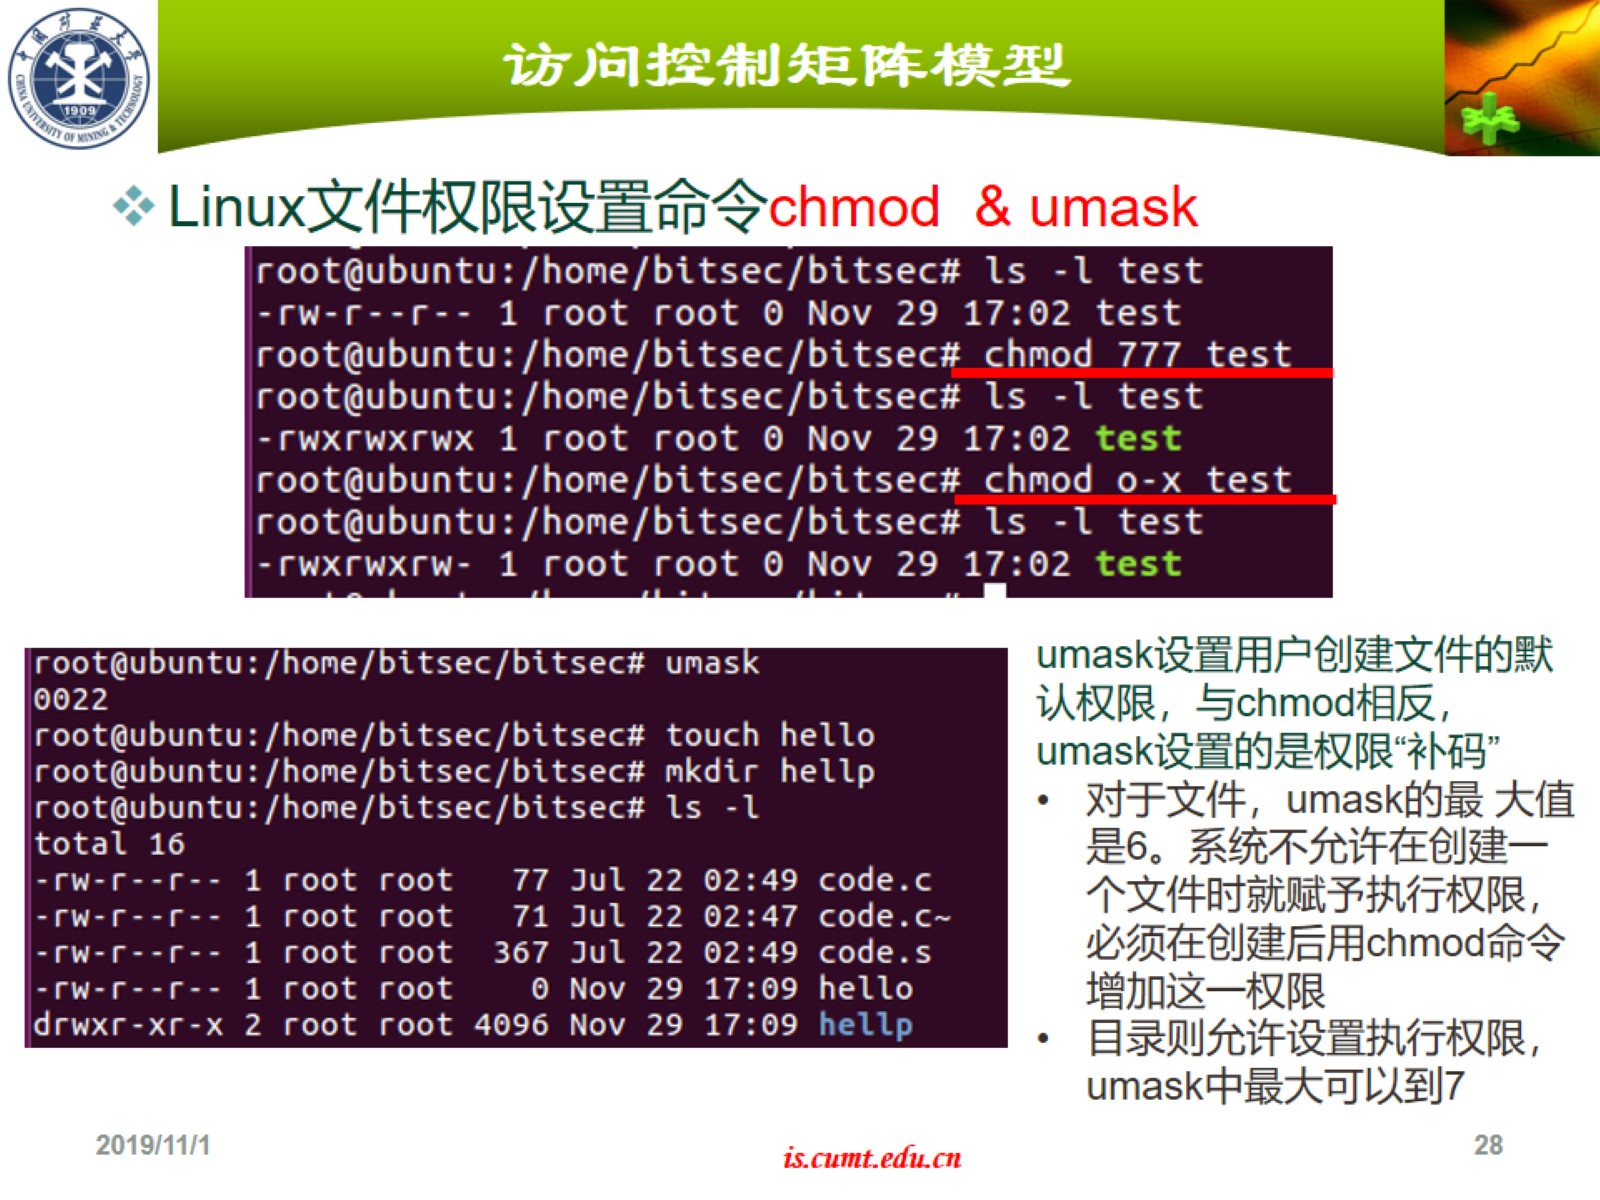 中国矿业大学
CHINA UNIVERSITY OF MINING & TECHNOLOGY
1909
访问控制矩阵模型
Linux文件权限设置命令chmod & umask
root@ubuntu:/home/bitsec/bitsec# ls -l test
-rw-r--r-- 1 root root 0 Nov 29 17:02 test
root@ubuntu:/home/bitsec/bitsec# chmod 777 test
root@ubuntu:/home/bitsec/bitsec# ls -l test
-rwxrwxrwx 1 root root 0 Nov 29 17:02 test
root@ubuntu:/home/bitsec/bitsec# chmod o-x test
root@ubuntu:/home/bitsec/bitsec# ls -l test
-rwxrwxrw- 1 root root 0 Nov 29 17:02 test
root@ubuntu:/home/bitsec/bitsec# umask
0022
root@ubuntu:/home/bitsec/bitsec# touch hello
root@ubuntu:/home/bitsec/bitsec# mkdir hellp
root@ubuntu:/home/bitsec/bitsec# ls -l
total 16
-rw-r--r-- 1 root root 77 Jul 22 02:49 code.c
-rw-r--r-- 1 root root 71 Jul 22 02:47 code.c~
-rw-r--r-- 1 root root 367 Jul 22 02:49 code.s
-rw-r--r-- 1 root root 0 Nov 29 17:09 hello
drwxr-xr-x 2 root root 4096 Nov 29 17:09 hellp
umask设置用户创建文件的默
认权限，与chmod相反，
umask设置的是权限“补码”
• 对于文件，umask的最 大值
是6。系统不允许在创建一
个文件时就赋予执行权限，
必须在创建后用chmod命令
增加这一权限
• 目录则允许设置执行权限，
umask中最大可以到7
2019/11/1
is.cumt.edu.cn
28